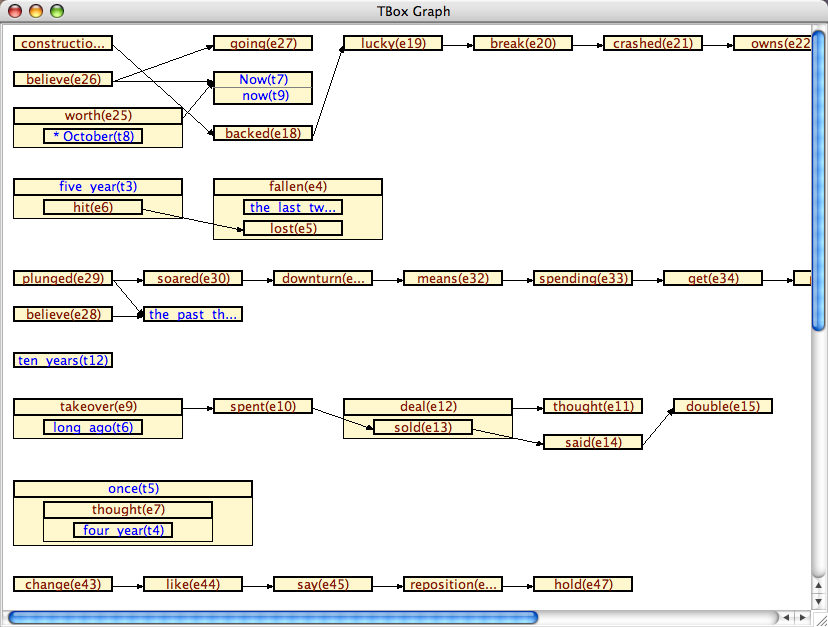 TBox Graph
constructio...
going(e27)
lucky(e19)
break(e20)
crashed(e21)
owns(e22
believe(e26)
Now(t7)
now(t9)
worth(e25)
* October(t8)
backed(e18)
five_year(t3)
hit(e6)
fallen(e4)
the_last_tw...
lost(e5)
plunged(e29)
soared(e30)
downturn(e...
means(e32)
spending(e33)
get(e34)
believe(e28)
the_past_th...
ten_years(t12)
takeover(e9)
long_ago(t6)
spent(e10)
deal(e12)
sold(e13)
thought(e11)
said(e14)
double(e15)
once(t5)
thought(e7)
four_year(t4)
change(e43)
like(e44)
say(e45)
reposition(e...
hold(e47)